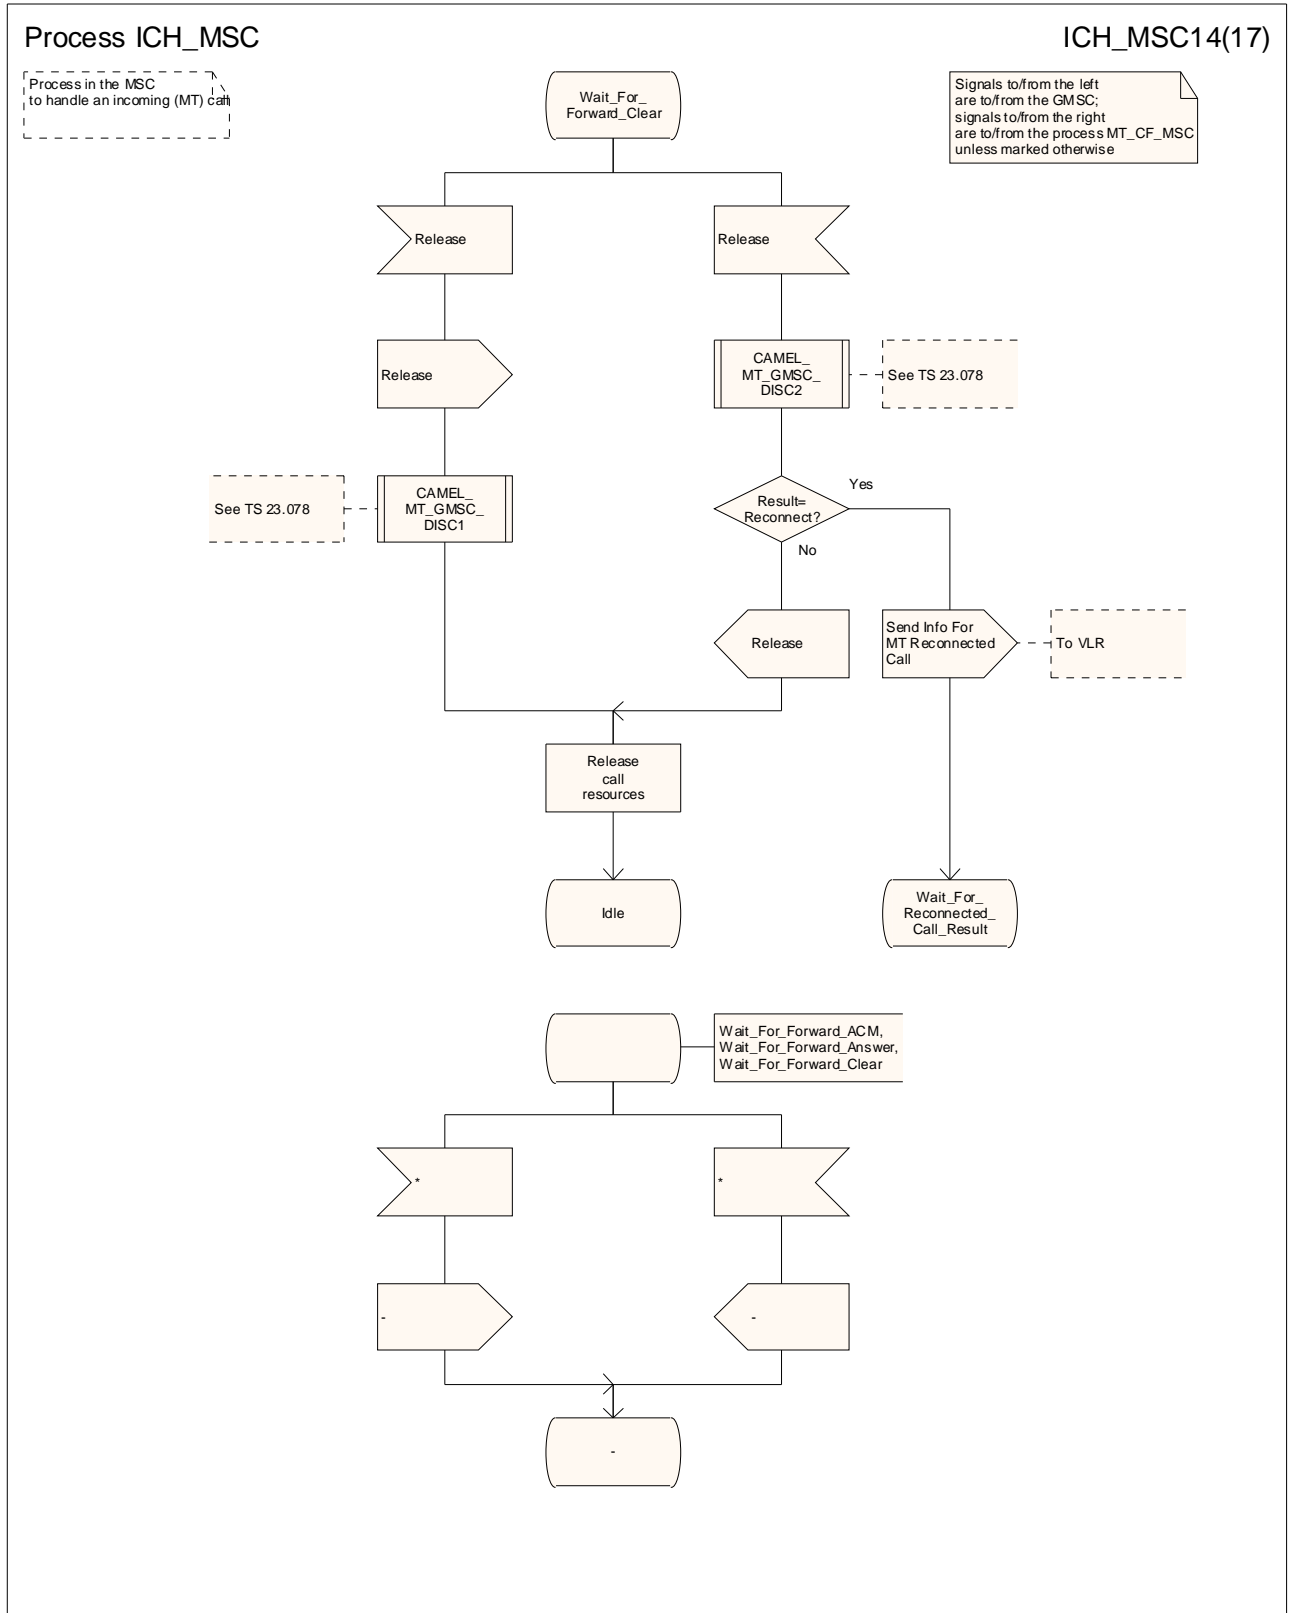 Process ICH_MSC
ICH_MSC14(17)
Process in the MSC
to handle an incoming (MT) call
Signals to/from the left
are to/from the GMSC;
signals to/from the right
are to/from the process MT_CF_MSC
unless marked otherwise
Wait_For_
Forward_Clear
Release
Release
Release
CAMEL_
MT_GMSC_
DISC2
See TS 23.078
See TS 23.078
CAMEL_
MT_GMSC_
DISC1
Result=
Reconnect?
Yes
No
Release
Send Info For
MT Reconnected
Call
To VLR
Release
call
resources
Idle
Wait_For_
Reconnected_
Call_Result
Wait_For_Forward_ACM,
Wait_For_Forward_Answer,
Wait_For_Forward_Clear
*
*
-
-
-